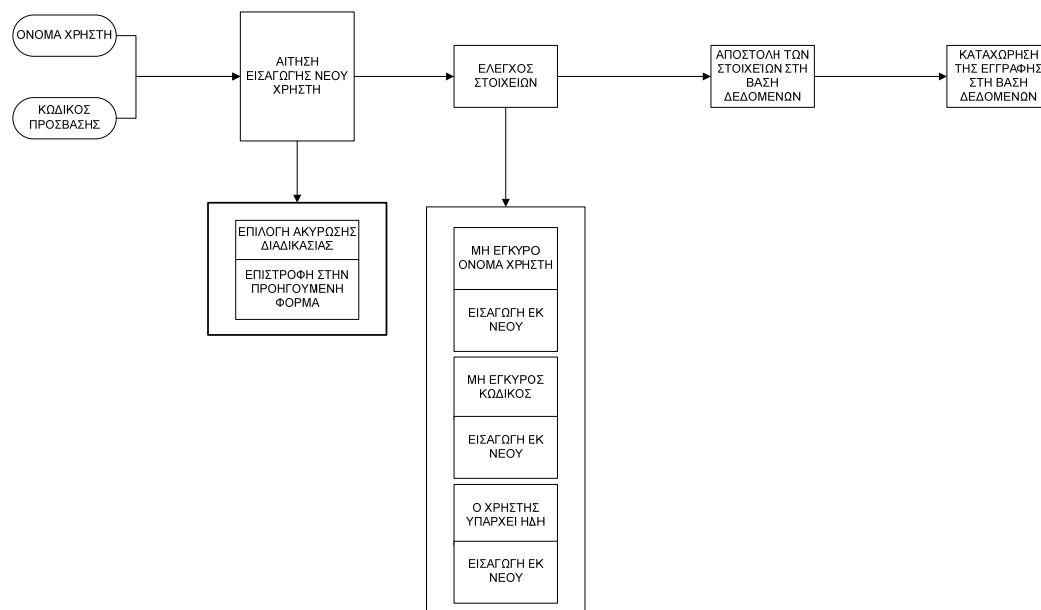 ΟΝΟΜΑ ΧΡΗΣΤΗ
ΚΩΔΙΚΟΣ
ΠΡΟΣΒΑΣΗΣ
ΑΙΤΗΣΗ
ΕΙΣΑΓΩΓΉΣ ΝΕΟΥ
ΧΡΗΣΤΗ
ΕΛΕΓΧΟΣ
ΣΤΟΙΧΕΙΩΝ
ΑΠΟΣΤΟΛΗ ΤΩΝ
ΣΤΟΙΧΕΊΩΝ ΣΤΗ
ΒΑΣΗ
ΔΕΔΟΜΕΝΩΝ
ΚΑΤΑΧΩΡΗΣΗ
ΤΗΣ ΕΓΓΡΑΦΗΣ
ΣΤΗ ΒΑΣΗ
ΔΕΔΟΜΕΝΩΝ
ΕΠΙΛΟΓΗ ΑΚΥΡΩΣΗΣ
ΔΙΑΔΙΚΑΣΙΑΣ
ΕΠΙΣΤΡΟΦΗ ΣΤΗΝ
ΠΡΟΗΓΟΥΜΕΝΗ
ΦΟΡΜΑ
ΜΗ ΕΓΚΥΡΟ
ΟΝΟΜΑ ΧΡΗΣΤΗ
ΕΙΣΑΓΩΓΗ ΕΚ
ΝΕΟΥ
ΜΗ ΕΓΚΥΡΟΣ
ΚΩΔΙΚΟΣ
ΕΙΣΑΓΩΓΗ ΕΚ
ΝΕΟΥ
Ο ΧΡΗΣΤΗΣ
ΥΠΑΡΧΕΙ ΗΔΗ
ΕΙΣΑΓΩΓΗ ΕΚ
ΝΕΟΥ